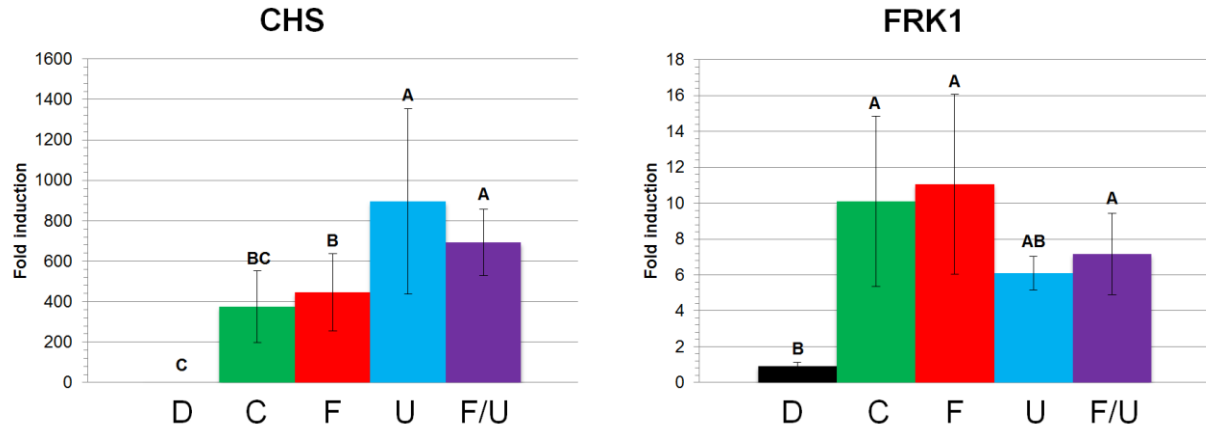 CHS
Fold induction
1600
1400
1200
1000
800
600
400
200
0
C
BC
B
A
A
D C F U F/U
FRK1
Fold induction
18
16
14
12
10
8
6
4
2
0
B
A
A
AB
A
D C F U F/U